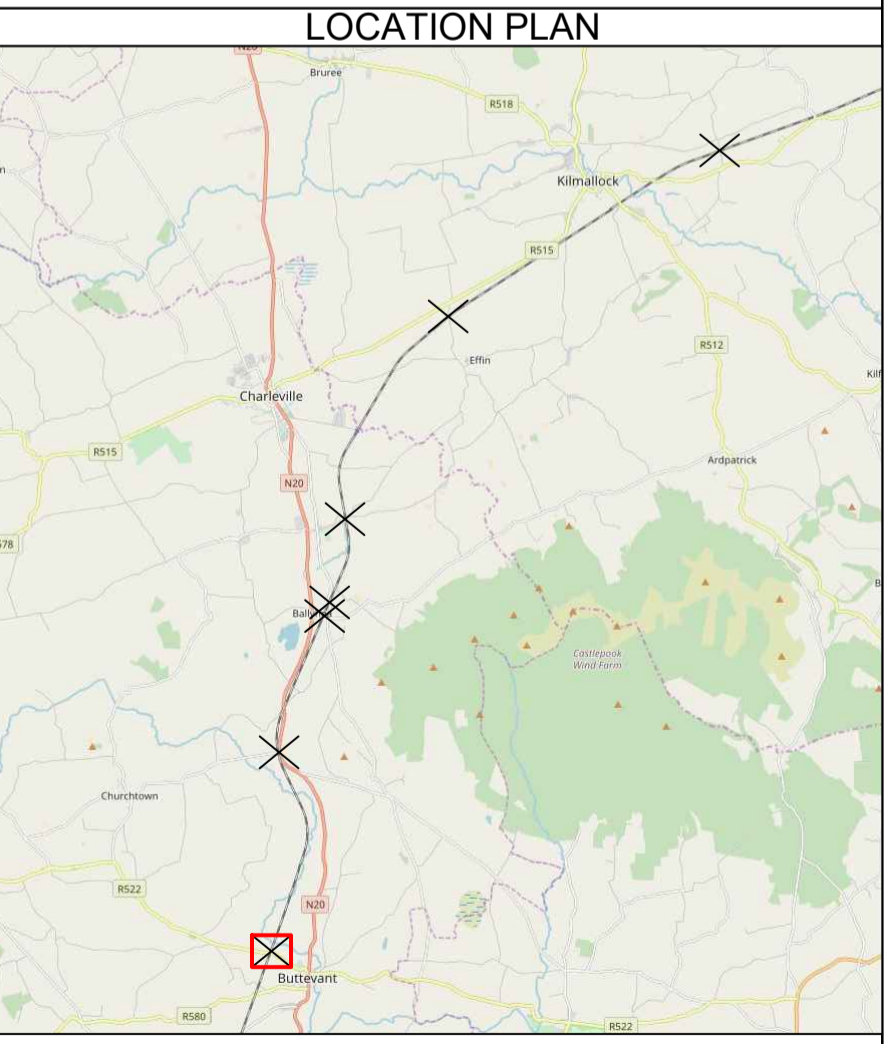 LOCATION PLAN
Bruree
R518
Kilmallock
R515
R512
Effin
Charleville
R515
Ardpatrick
N20
Castlepook
Wind Farm
Churchtown
R522
N20
Buttevant
R580
R522